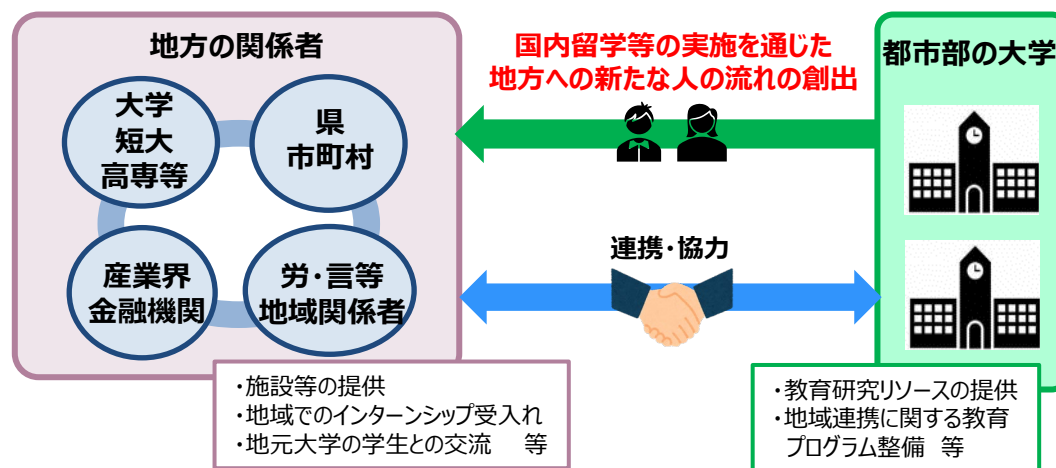 地方の関係者
大学
短大
高専等
県
市町村
産業界
金融機関
労・言等
地域関係者
・施設等の提供
・地域でのインターンシップ受入れ
・地元大学の学生との交流　等
国内留学等の実施を通じた
地方への新たな人の流れの創出
連携・協力
都市部の大学
・教育研究リソースの提供
・地域連携に関する教育
プログラム整備　等